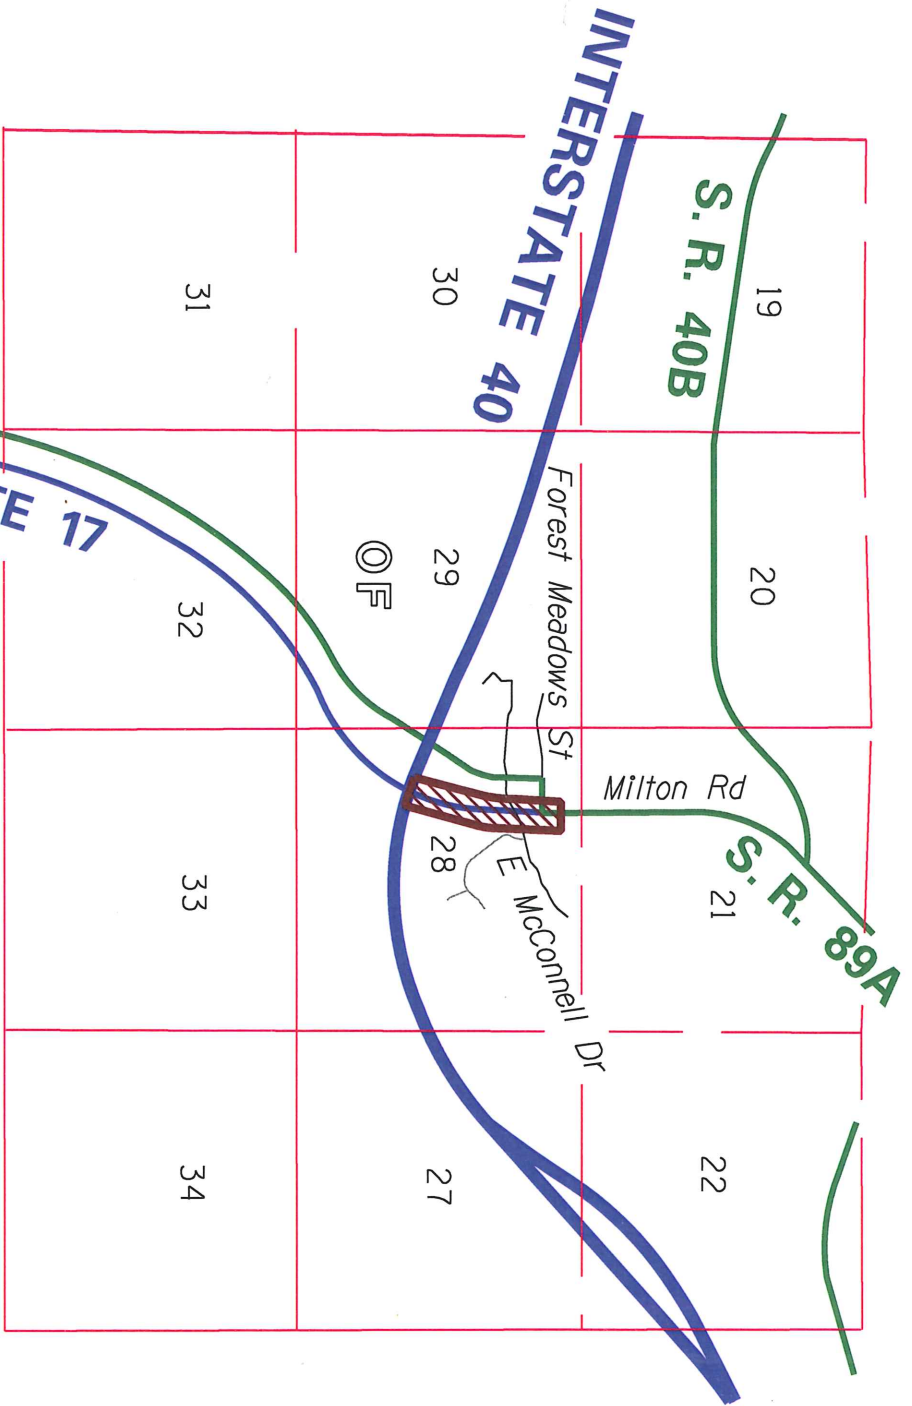 INTERSTATE 40
S. R. 40B
S. R. 89A
19
20
21
22
30
29
28
27
31
32
33
34
Forest Meadows St
Milton Rd
E McConnell Dr
OF
TE 17